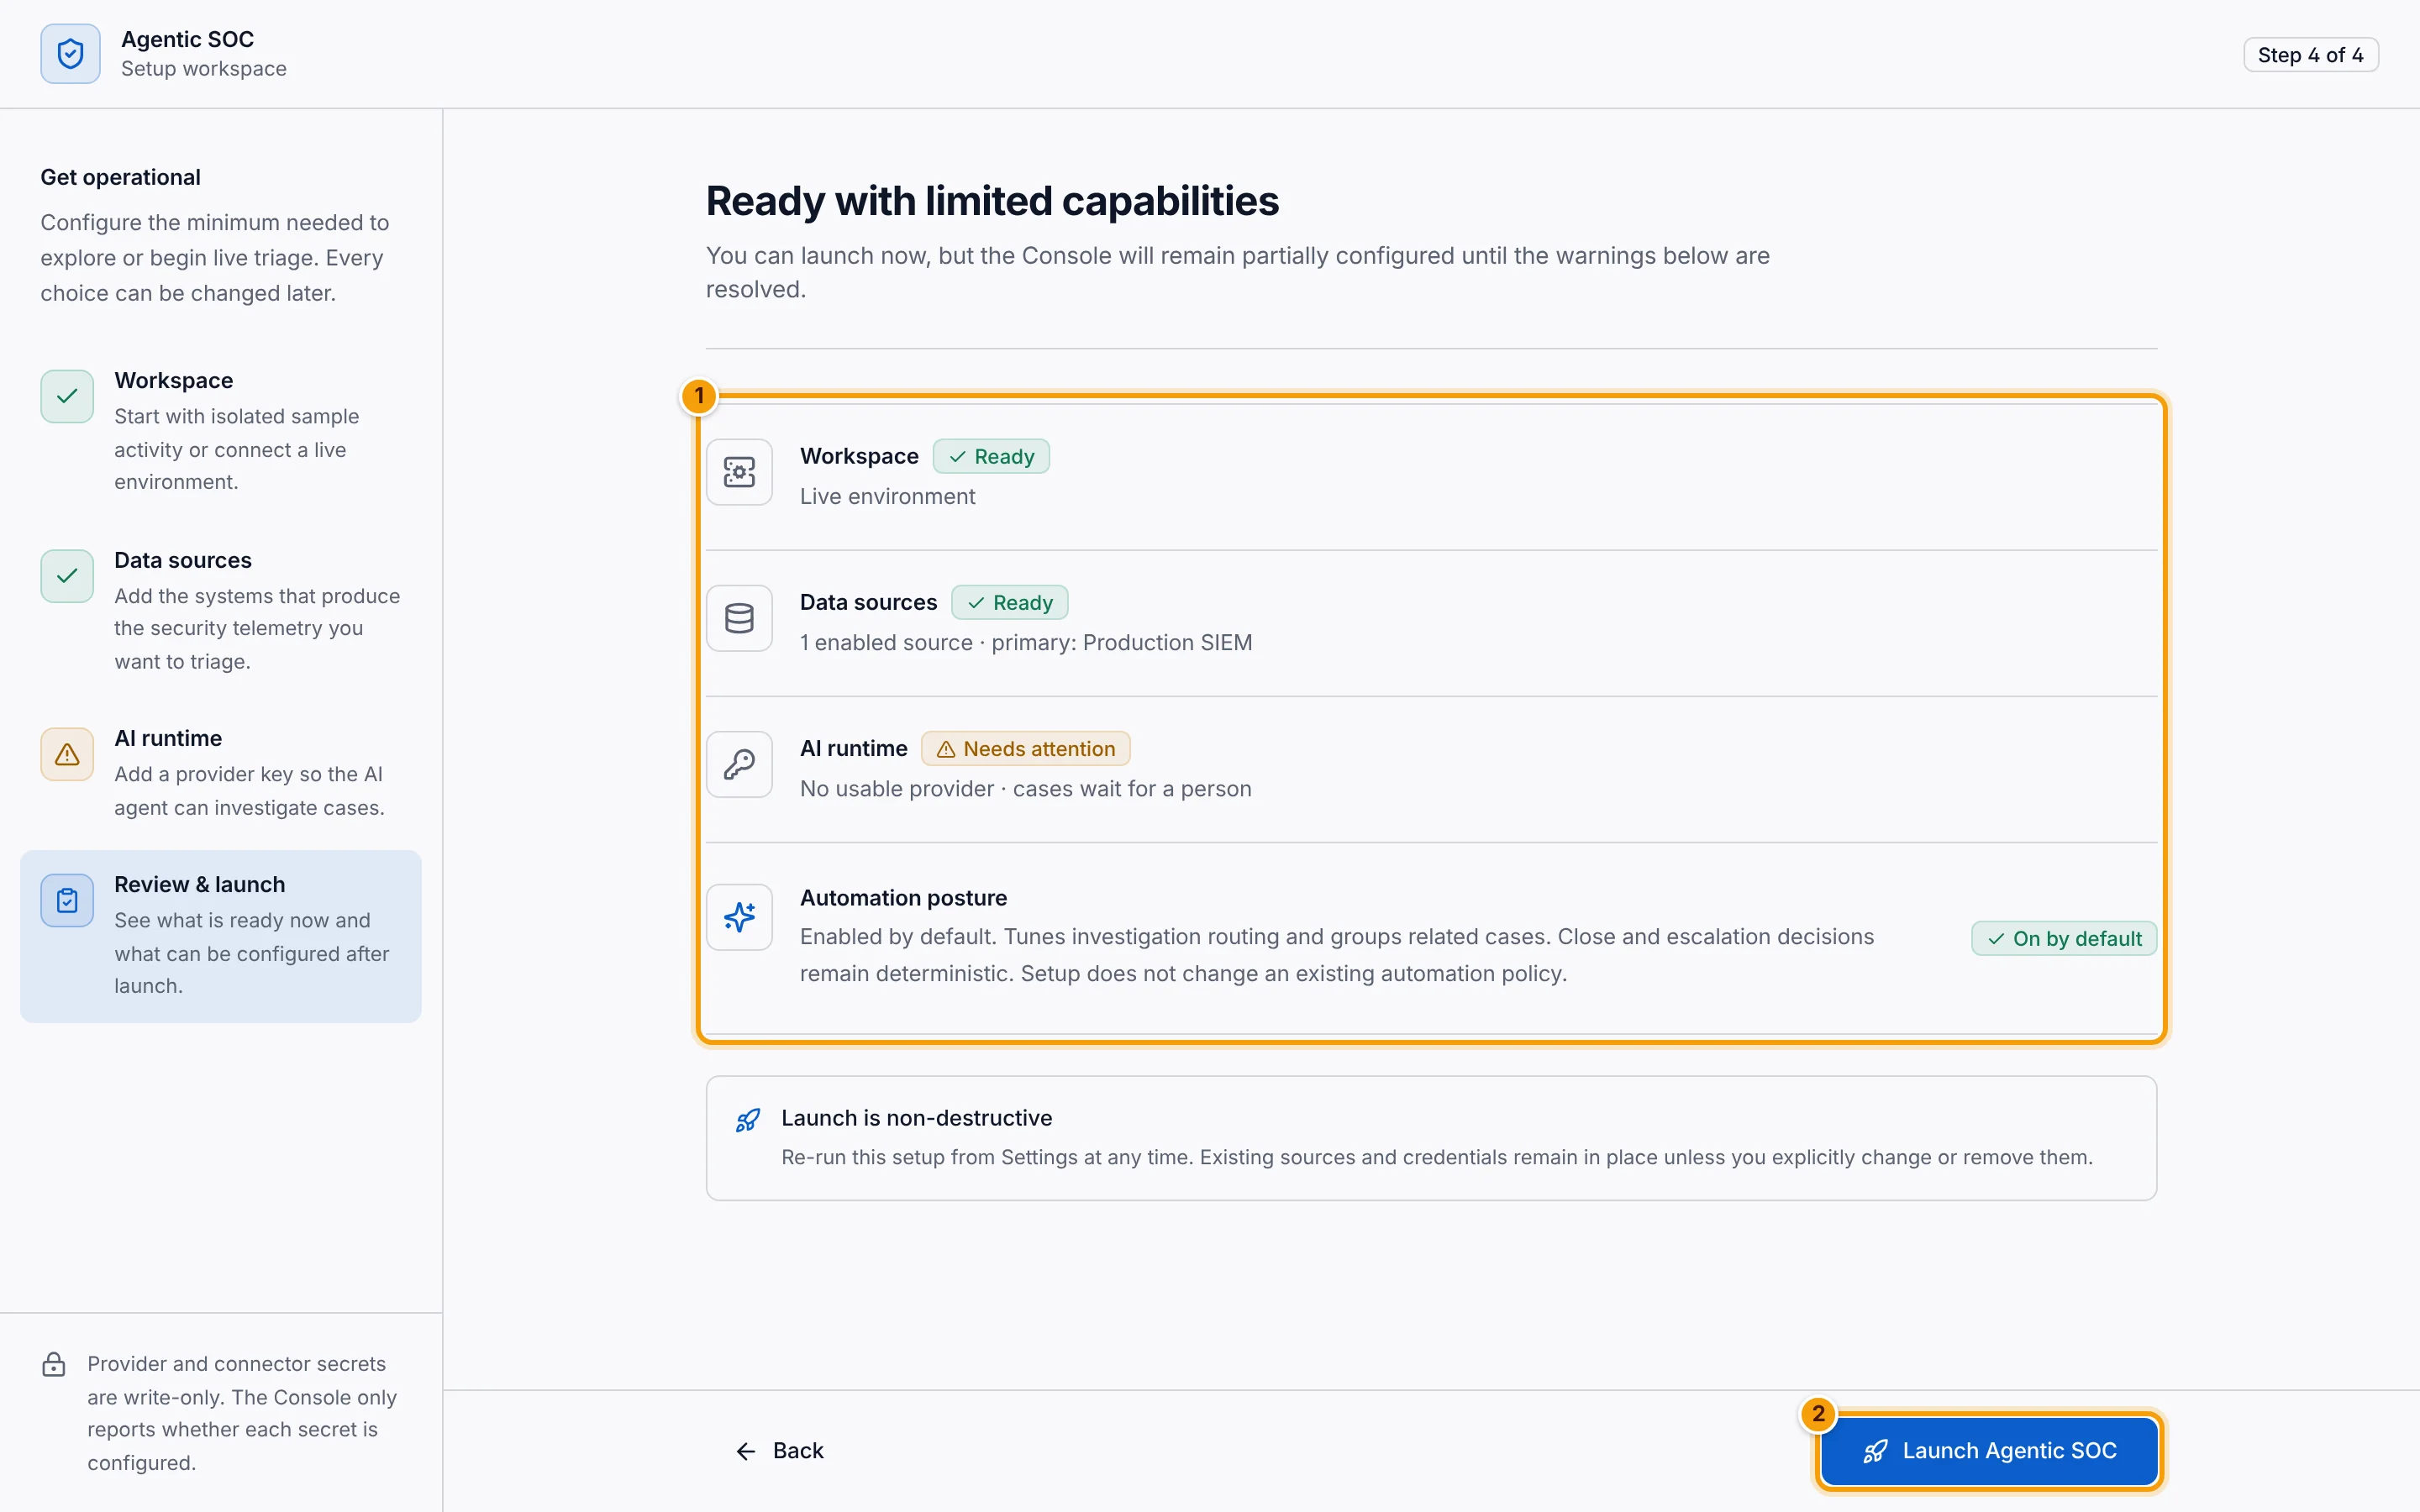 Agentic SOC
Setup workspace
Step 4 of 4
Get operational
Configure the minimum needed to
explore or begin live triage. Every
choice can be changed later.
Workspace
Start with isolated sample
activity or connect a live
environment.
Data sources
Add the systems that produce
the security telemetry you
want to triage.
AI runtime
Add a provider key so the AI
agent can investigate cases.
Review & launch
See what is ready now and
what can be configured after
launch.
Provider and connector secrets
are write-only. The Console only
reports whether each secret is
configured.
Ready with limited capabilities
You can launch now, but the Console will remain partially configured until the warnings below are
resolved.
1
Workspace Ready
Live environment
Data sources Ready
1 enabled source · primary: Production SIEM
AI runtime Needs attention
No usable provider · cases wait for a person
Automation posture
Enabled by default. Tunes investigation routing and groups related cases. Close and escalation decisions
remain deterministic. Setup does not change an existing automation policy.
On by default
Launch is non-destructive
Re-run this setup from Settings at any time. Existing sources and credentials remain in place unless you explicitly change or remove them.
Back
2
Launch Agentic SOC